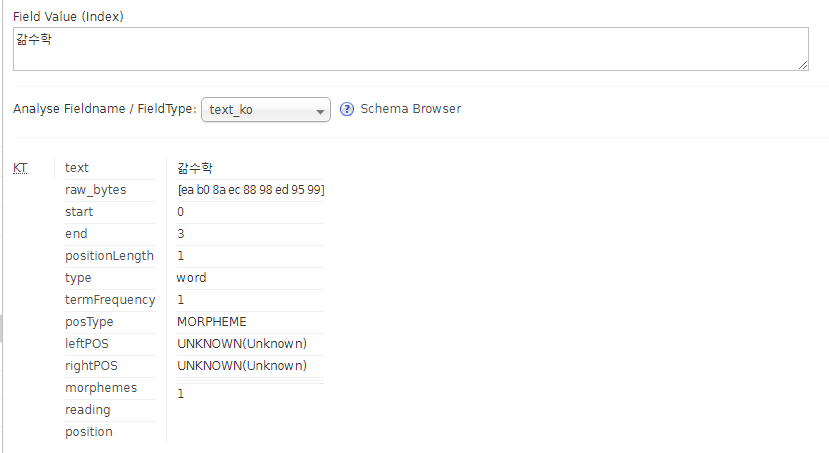 Field Value (Index)
갊수학
Analyse Fieldname / FieldType: text_ko ? Schema Browser
KT text 갊수학
raw_bytes [ea b0 8a ec 88 98 ed 95 99]
start 0
end 3
positionLength 1
type word
termFrequency 1
posType MORPHEME
leftPOS UNKNOWN(Unknown)
rightPOS UNKNOWN(Unknown)
morphemes 1
reading
position